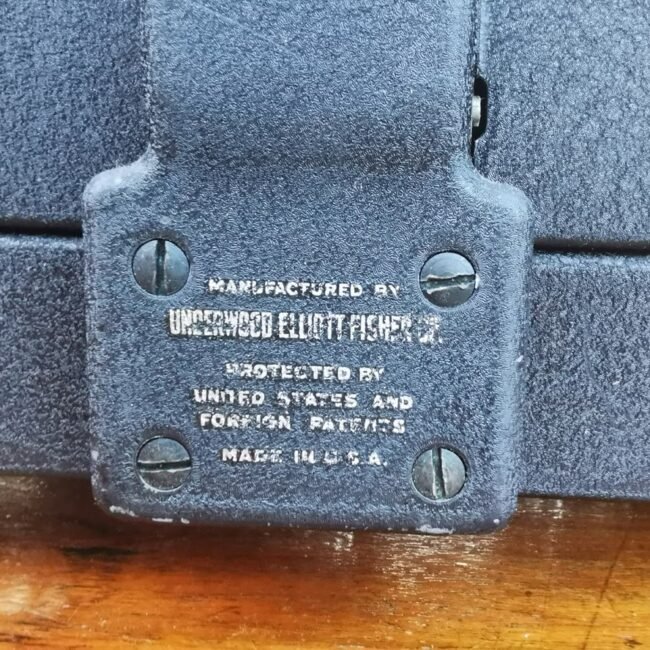 MANUFACTURED BY
UNDERWOOD ELLIOTT FISHER CO.
PROTECTED BY
UNITED STATES AND
FOREIGN PATENTS
MADE IN U.S.A.